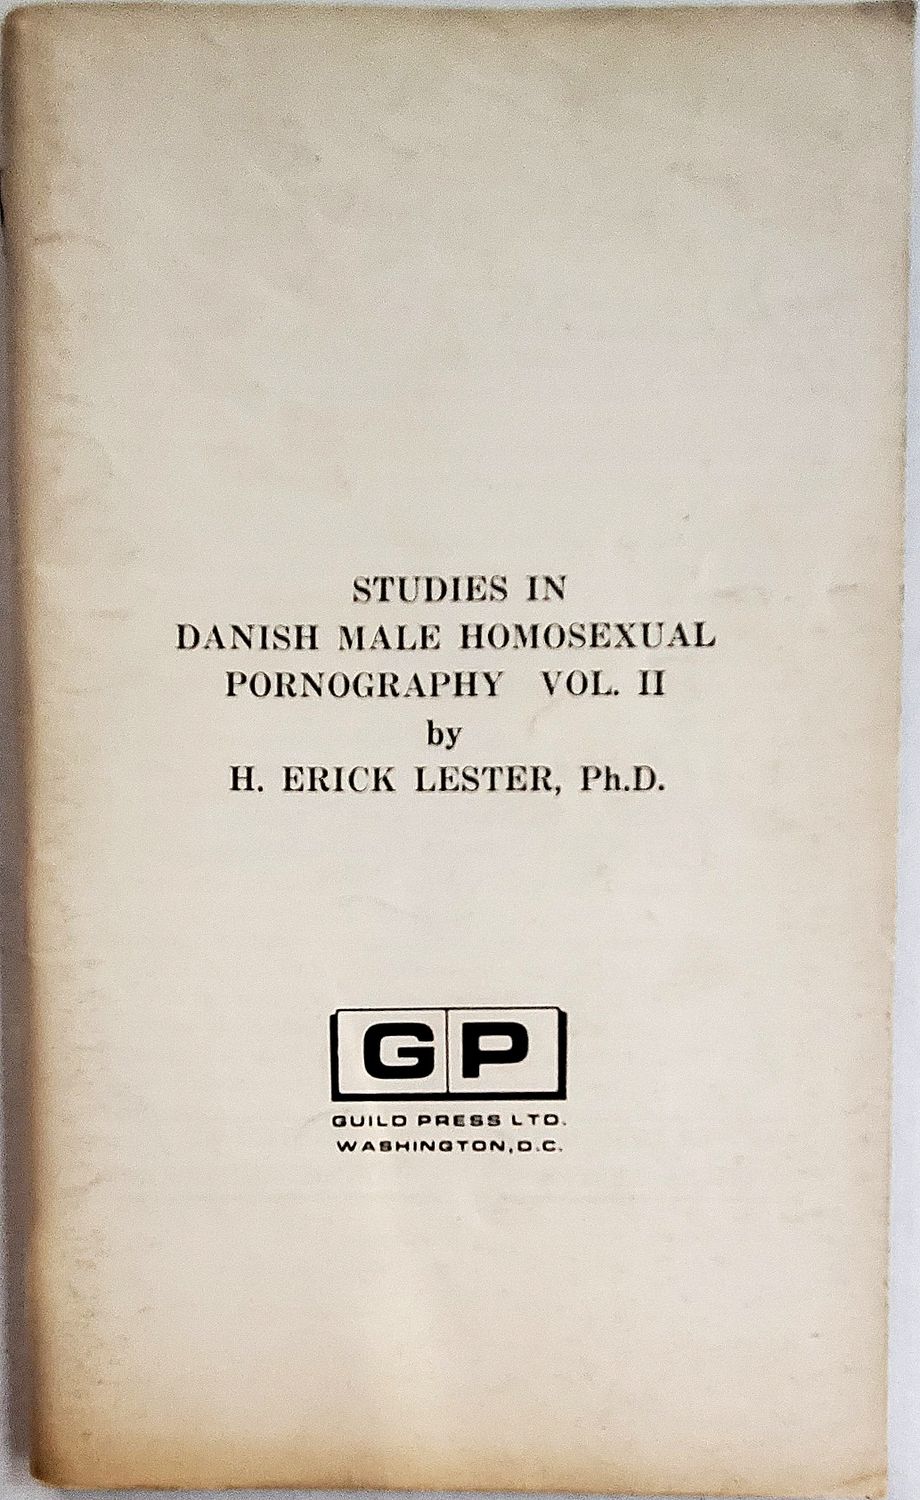 STUDIES IN
DANISH MALE HOMOSEXUAL
PORNOGRAPHY VOL. II
by
H. ERICK LESTER, Ph.D.
GP
GUILD PRESS LTD.
WASHINGTON, D.C.